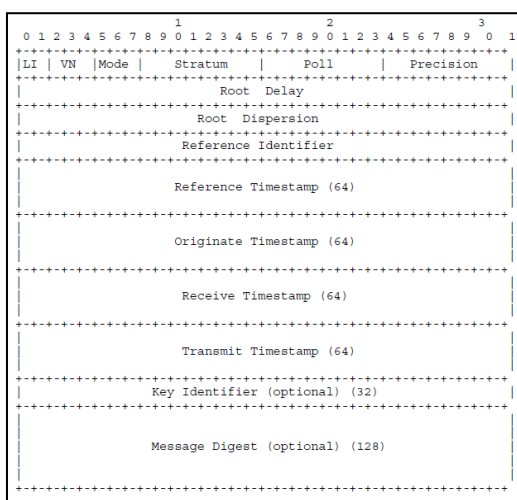 1 2 3
0 1 2 3 4 5 6 7 8 9 0 1 2 3 4 5 6 7 8 9 0 1 2 3 4 5 6 7 8 9 0 1
LI | VN |Mode | Stratum | Poll | Precision
Root Delay
Root Dispersion
Reference Identifier
Reference Timestamp (64)
Originate Timestamp (64)
Receive Timestamp (64)
Transmit Timestamp (64)
Key Identifier (optional) (32)
Message Digest (optional) (128)